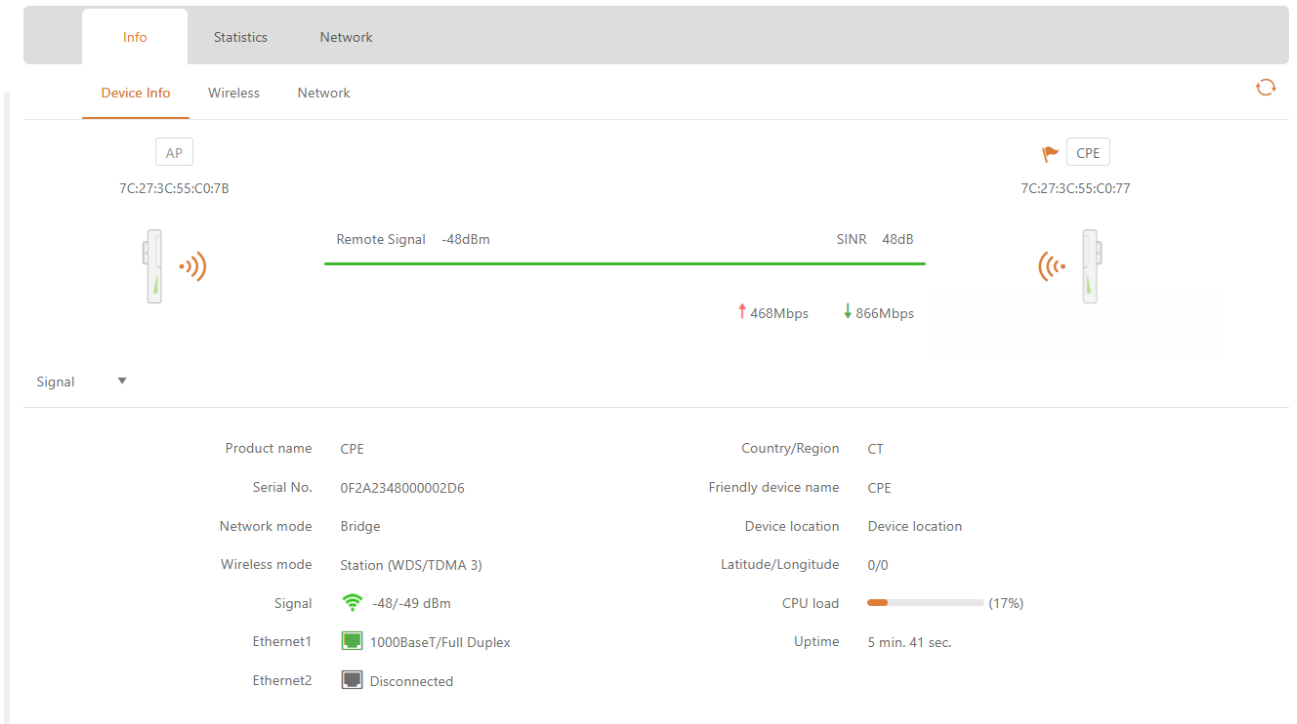 Info Statistics Network
Device Info Wireless Network
AP CPE
7C:27:3C:55:C0:7B 7C:27:3C:55:C0:77
Remote Signal -48dBm SINR 48dB
468Mbps 866Mbps
Signal
Product name CPE Country/Region CT
Serial No. 0F2A2348000002D6 Friendly device name CPE
Network mode Bridge Device location Device location
Wireless mode Station (WDS/TDMA 3) Latitude/Longitude 0/0
Signal -48/-49 dBm CPU load (17%)
Ethernet1 1000BaseT/Full Duplex Uptime 5 min. 41 sec.
Ethernet2 Disconnected